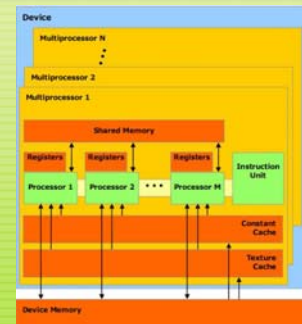 Device
Multiprocessor N
Multiprocessor 2
Multiprocessor 1
Shared Memory
Registers Registers Registers
Processor 1 Processor 2 ••• Processor M
Instruction
Unit
Constant
Cache
Texture
Cache
Device Memory